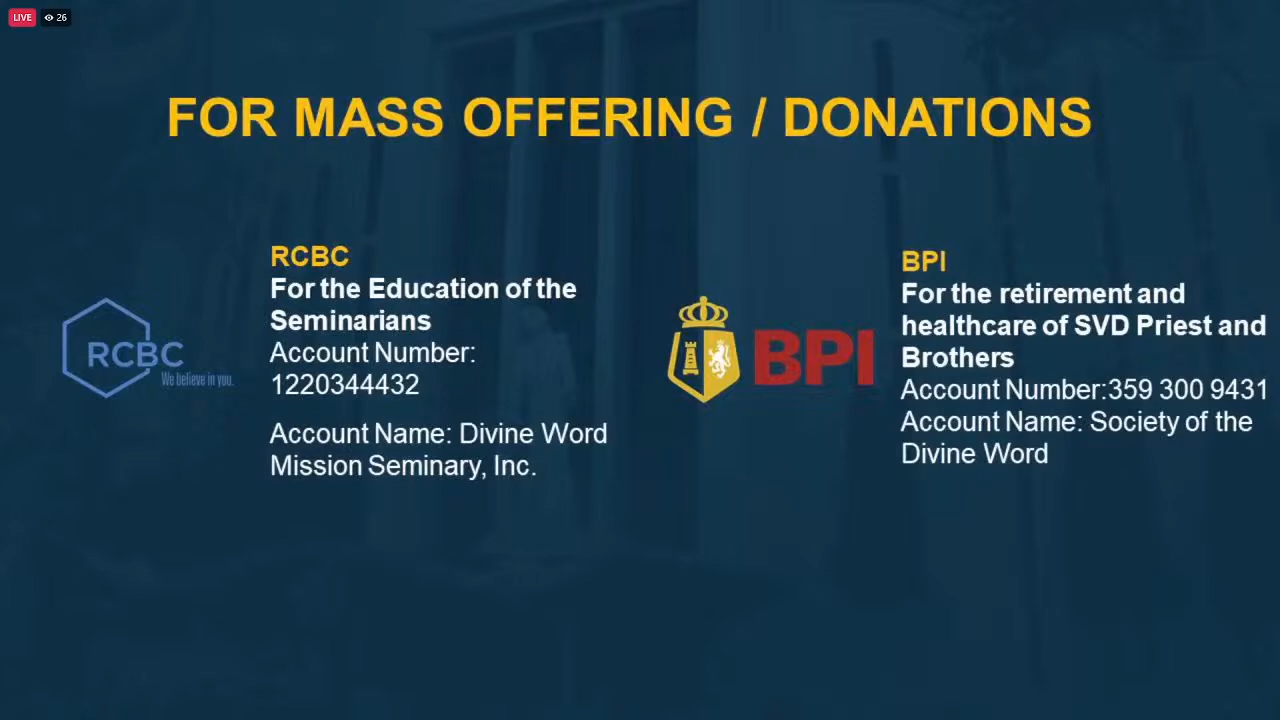 LIVE 26
FOR MASS OFFERING / DONATIONS
RCBC
We believe in you.
RCBC
For the Education of the
Seminarians
Account Number:
1220344432
Account Name: Divine Word
Mission Seminary, Inc.
BPI
BPI
For the retirement and
healthcare of SVD Priest and
Brothers
Account Number:359 300 9431
Account Name: Society of the
Divine Word